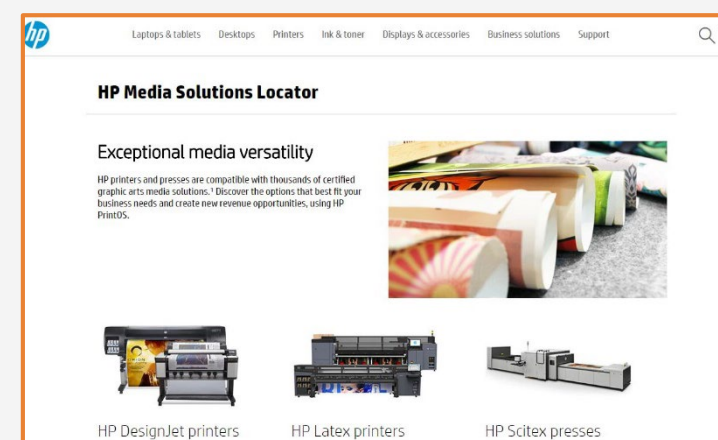 hp
Laptops & tablets Desktops Printers Ink & toner Displays & accessories Business solutions Support
HP Media Solutions Locator
Exceptional media versatility
HP printers and presses are compatible with thousands of certified
graphic arts media solutions.¹ Discover the options that best fit your
business needs and create new revenue opportunities, using HP
PrintOS.
HP DesignJet printers HP Latex printers HP Scitex presses